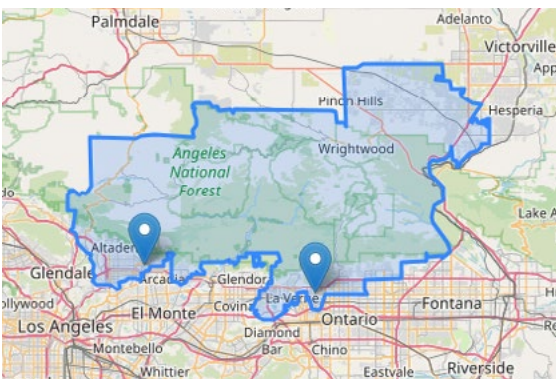 Palmdale
Adelanto
Victorville
App
Pinon Hills
Hesperia
Wrightwood
Angeles
National
Forest
do
Lake A
Altaden
Glendale
Arcadia
Glendor
ollywood
El Monte
Covina
La Verne
Fontana
Los Angeles
Ontario
Montebello
Diamond
Bar
Chino
Whittier
Eastvale
Riverside